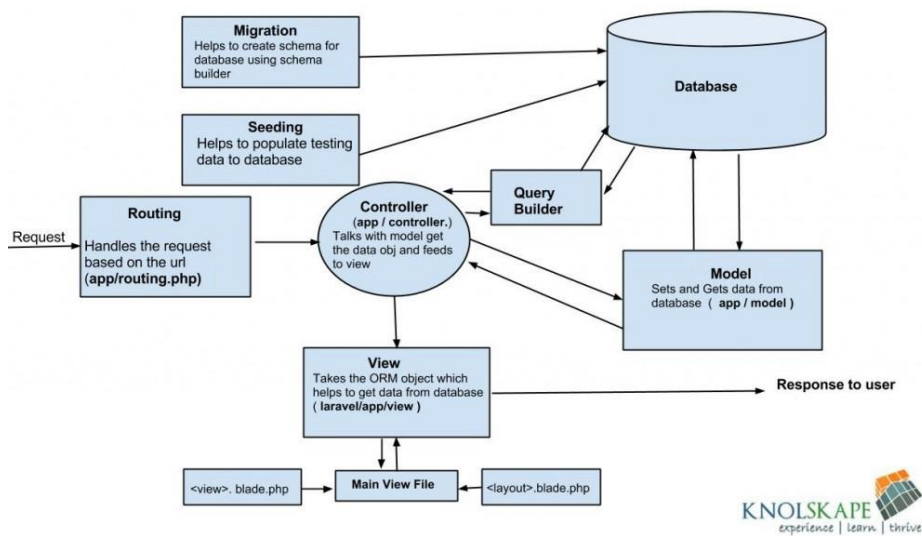 Migration
Helps to create schema for
database using schema
builder
Database
Seeding
Helps to populate testing
data to database
Query
Builder
Request
Routing
Handles the request
based on the url
(app/routing.php)
Controller
(app / controller.)
Talks with model get
the data obj and feeds
to view
Model
Sets and Gets data from
database ( app / model )
View
Takes the ORM object which
helps to get data from database
( laravel/app/view )
Response to user
<view>. blade.php
Main View File
<layout>.blade.php
KNOLSKAPE
experience | learn | thrive